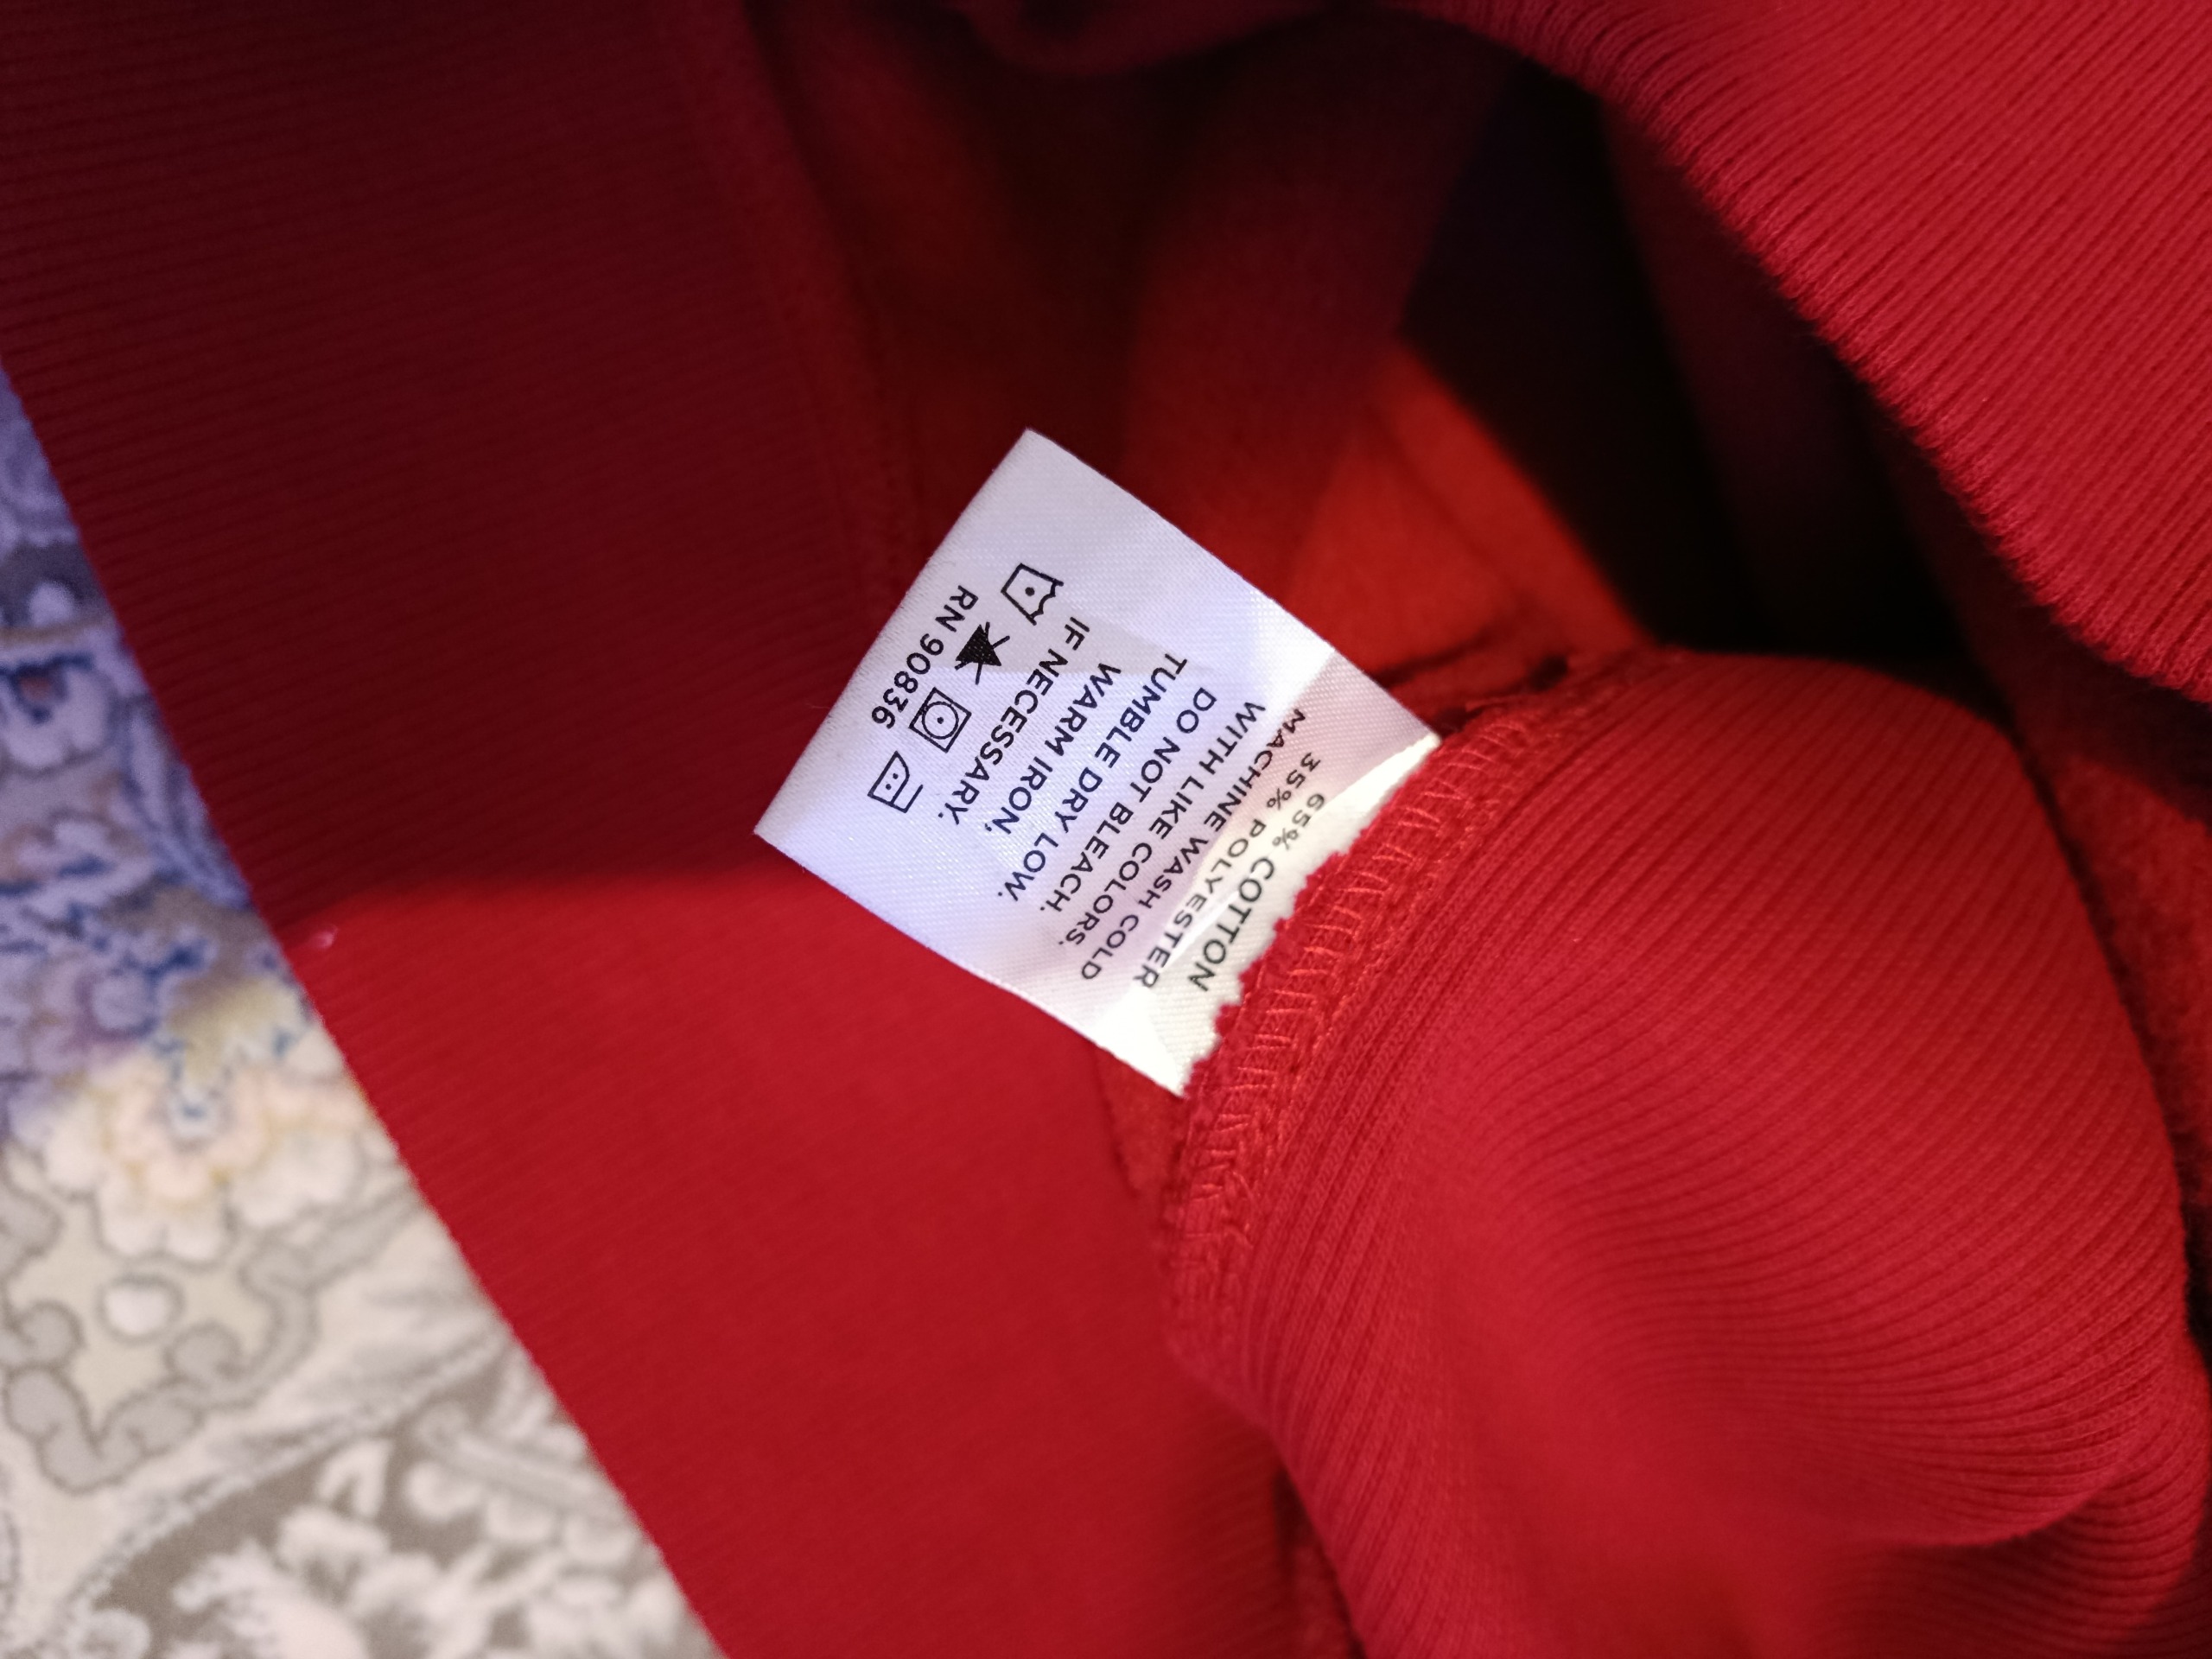 65% COTTON
35% POLYESTER
MACHINE WASH COLD
WITH LIKE COLORS.
DO NOT BLEACH.
TUMBLE DRY LOW.
WARM IRON,
IF NECESSARY.
RN 90836